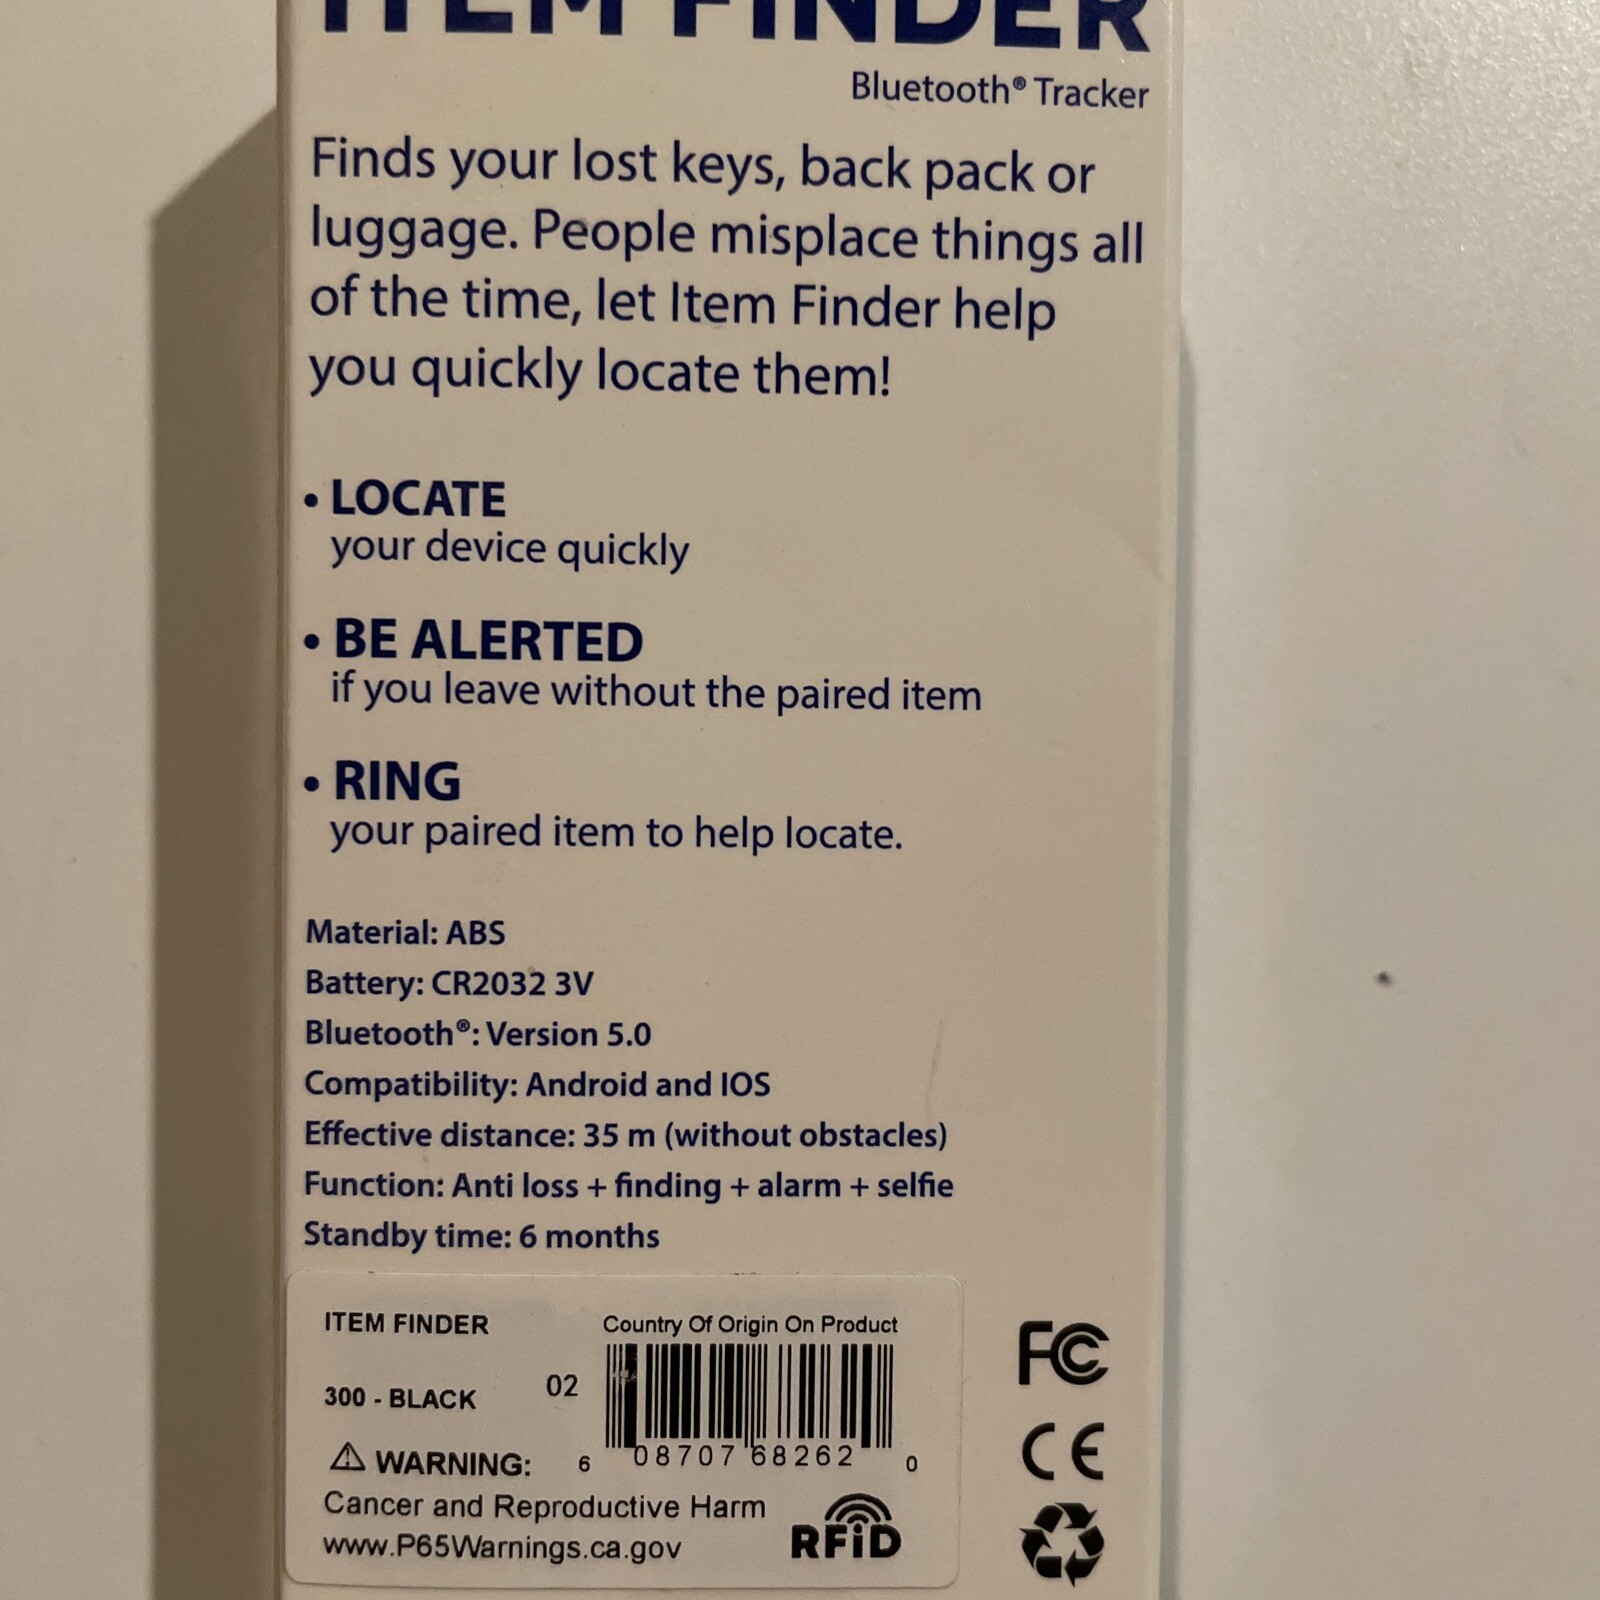 ITEM FINDER
Bluetooth® Tracker
Finds your lost keys, back pack or
luggage. People misplace things all
of the time, let Item Finder help
you quickly locate them!
• LOCATE
your device quickly
• BE ALERTED
if you leave without the paired item
• RING
your paired item to help locate.
Material: ABS
Battery: CR2032 3V
Bluetooth®: Version 5.0
Compatibility: Android and IOS
Effective distance: 35 m (without obstacles)
Function: Anti loss + finding + alarm + selfie
Standby time: 6 months
ITEM FINDER
Country Of Origin On Product
300 - BLACK
02
⚠ WARNING:
6 08707 68262 0
Cancer and Reproductive Harm
www.P65Warnings.ca.gov
RFiD
FC
CE